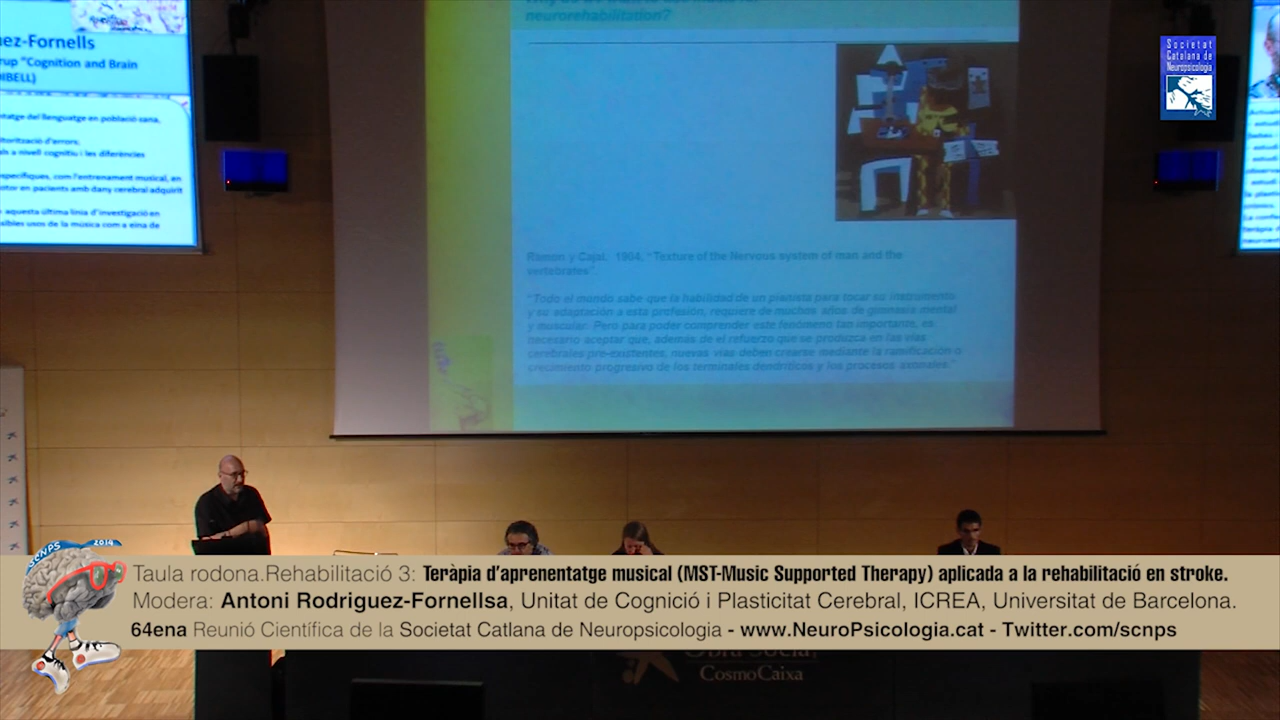 ez-Fornells
rup "Cognition and Brain
DIBELL)
ntatge del llenguatge en població sana,
itorització d'errors,
als a nivell cognitiu i les diferències
especifiques, com l'entrenament musical, en
otor en pacients amb dany cerebral adquirit
aquesta última línia d'investigació en
sibles usos de la música com a eina de
neurorehabilitation?
Ramon y Cajal. 1904, "Texture of the Nervous system of man and the
vertebrates".
"Todo el mundo sabe que la habilidad de un pianista para tocar su instrumento
y su adaptación a esta profesión, requiere de muchos años de gimnasia mental
y muscular. Pero para poder comprender este fenómeno tan importante, es
necesario aceptar que, además de el refuerzo que se produzca en las vías
cerebrales pre-existentes, nuevas vías deben crearse mediante la ramificación o
crecimiento progresivo de los terminales dendríticos y los procesos axonales."
Societat
Catalana de
Neuropsicologia
SCNPS 2014
Taula rodona.Rehabilitació 3: Teràpia d'aprenentatge musical (MST-Music Supported Therapy) aplicada a la rehabilitació en stroke.
Modera: Antoni Rodriguez-Fornellsa, Unitat de Cognició i Plasticitat Cerebral, ICREA, Universitat de Barcelona.
64ena Reunió Científica de la Societat Catlana de Neuropsicologia - www.NeuroPsicologia.cat - Twitter.com/scnps
Obra Social
CosmoCaixa